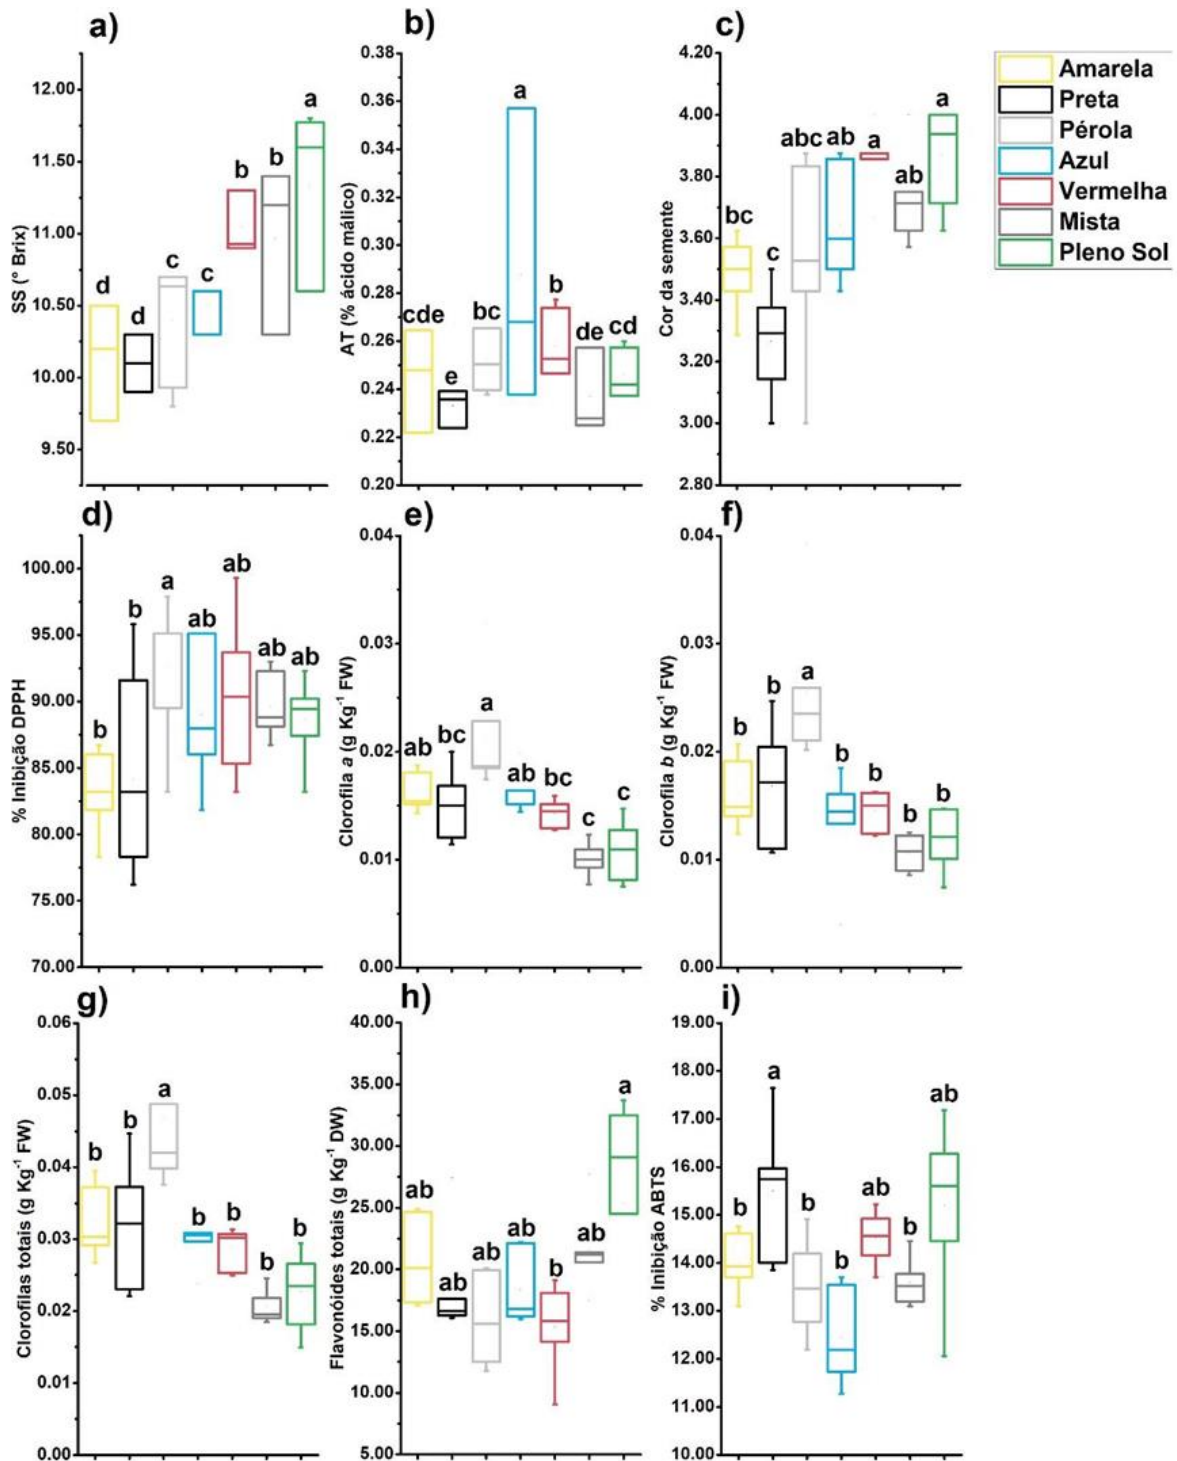 a)
SS (° Brix)
12.00
11.50
11.00
10.50
10.00
9.50
d
d
c
c
b
b
a
b)
AT (% ácido málico)
0.38
0.36
0.34
0.32
0.30
0.28
0.26
0.24
0.22
0.20
cde
e
bc
a
b
de
cd
c)
Cor da semente
4.20
4.00
3.80
3.60
3.40
3.20
3.00
2.80
bc
c
abc
ab
a
ab
a
Amarela
Preta
Pérola
Azul
Vermelha
Mista
Pleno Sol
d)
% Inibição DPPH
100.00
95.00
90.00
85.00
80.00
75.00
70.00
b
b
a
ab
ab
ab
ab
e)
Clorofila a (g Kg⁻¹ FW)
0.04
0.03
0.02
0.01
0.00
ab
bc
a
ab
bc
c
c
f)
Clorofila b (g Kg⁻¹ FW)
0.04
0.03
0.02
0.01
0.00
b
b
a
b
b
b
b
g)
Clorofilas totais (g Kg⁻¹ FW)
0.06
0.05
0.04
0.03
0.02
0.01
0.00
b
b
a
b
b
b
b
h)
Flavonóides totais (g Kg⁻¹ DW)
40.00
35.00
30.00
25.00
20.00
15.00
10.00
5.00
ab
ab
ab
ab
b
ab
a
i)
% Inibição ABTS
19.00
18.00
17.00
16.00
15.00
14.00
13.00
12.00
11.00
10.00
b
a
b
b
ab
b
ab